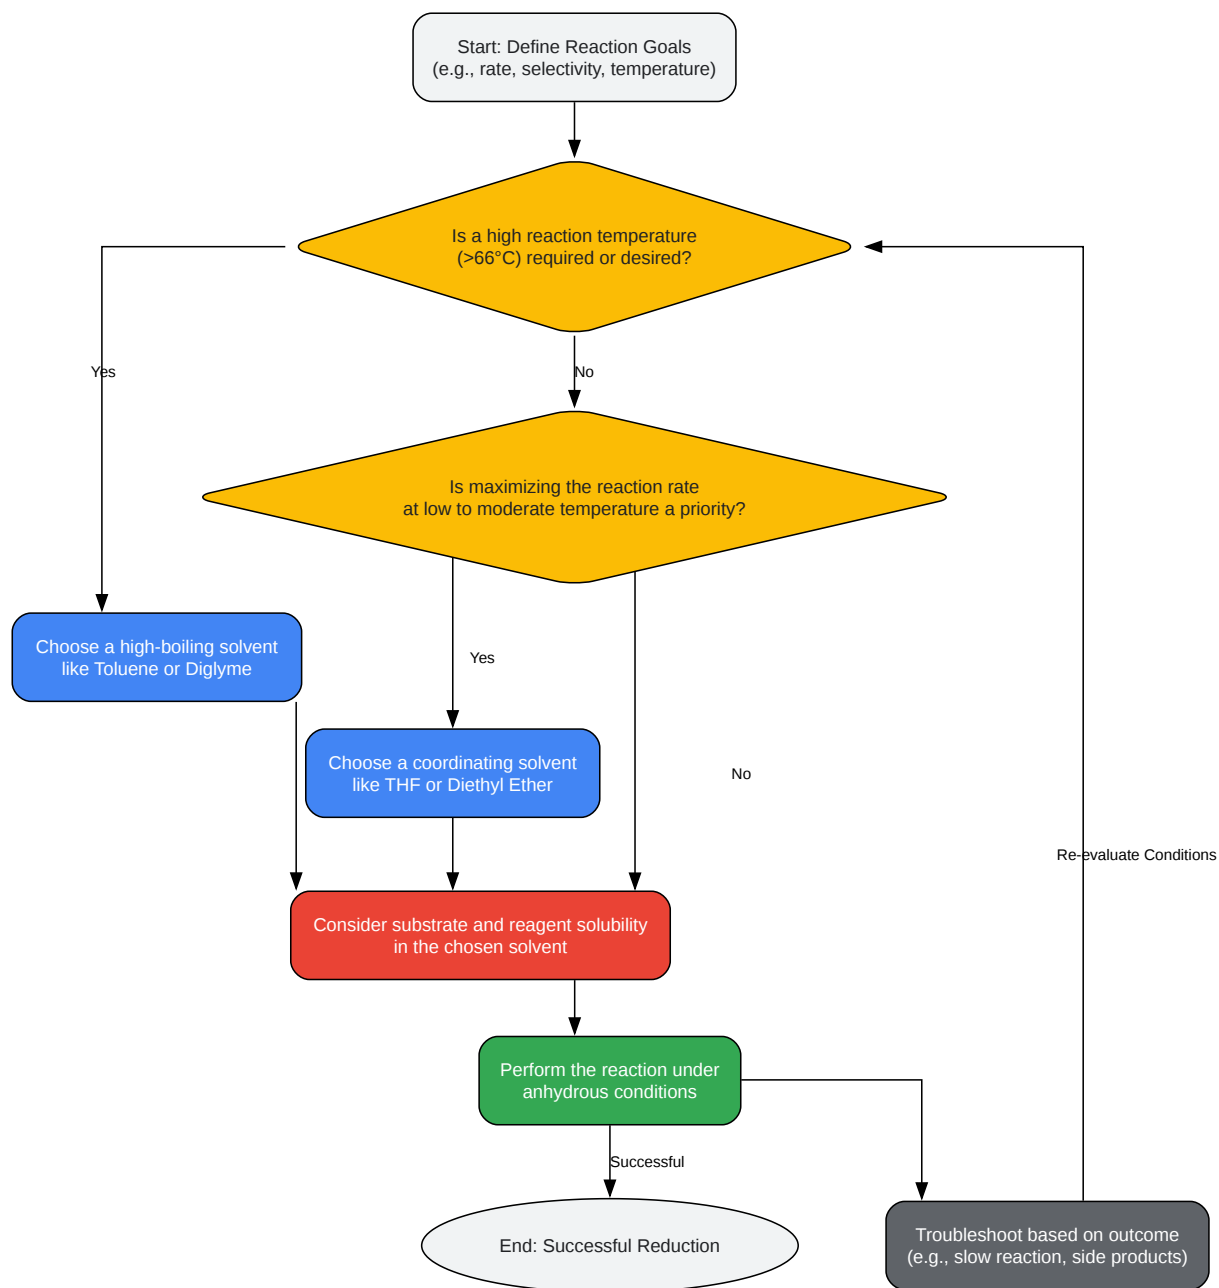 Start: Define Reaction Goals
(e.g., rate, selectivity, temperature)
Is a high reaction temperature
(>66°C) required or desired?
Yes
No
Is maximizing the reaction rate
at low to moderate temperature a priority?
Choose a high-boiling solvent
like Toluene or Diglyme
Yes
Choose a coordinating solvent
like THF or Diethyl Ether
No
Re-evaluate Conditions
Consider substrate and reagent solubility
in the chosen solvent
Perform the reaction under
anhydrous conditions
Successful
End: Successful Reduction
Troubleshoot based on outcome
(e.g., slow reaction, side products)